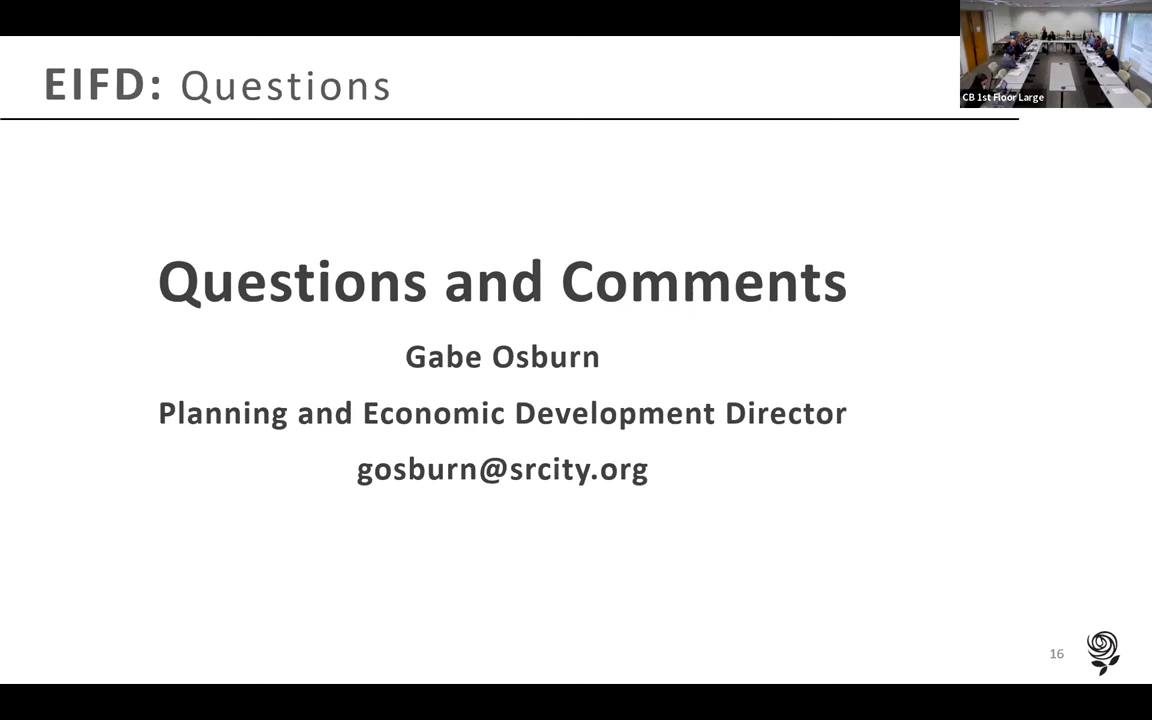 EIFD: Questions
CB 1st Floor Large
Questions and Comments
Gabe Osburn
Planning and Economic Development Director
gosburn@srcity.org
16